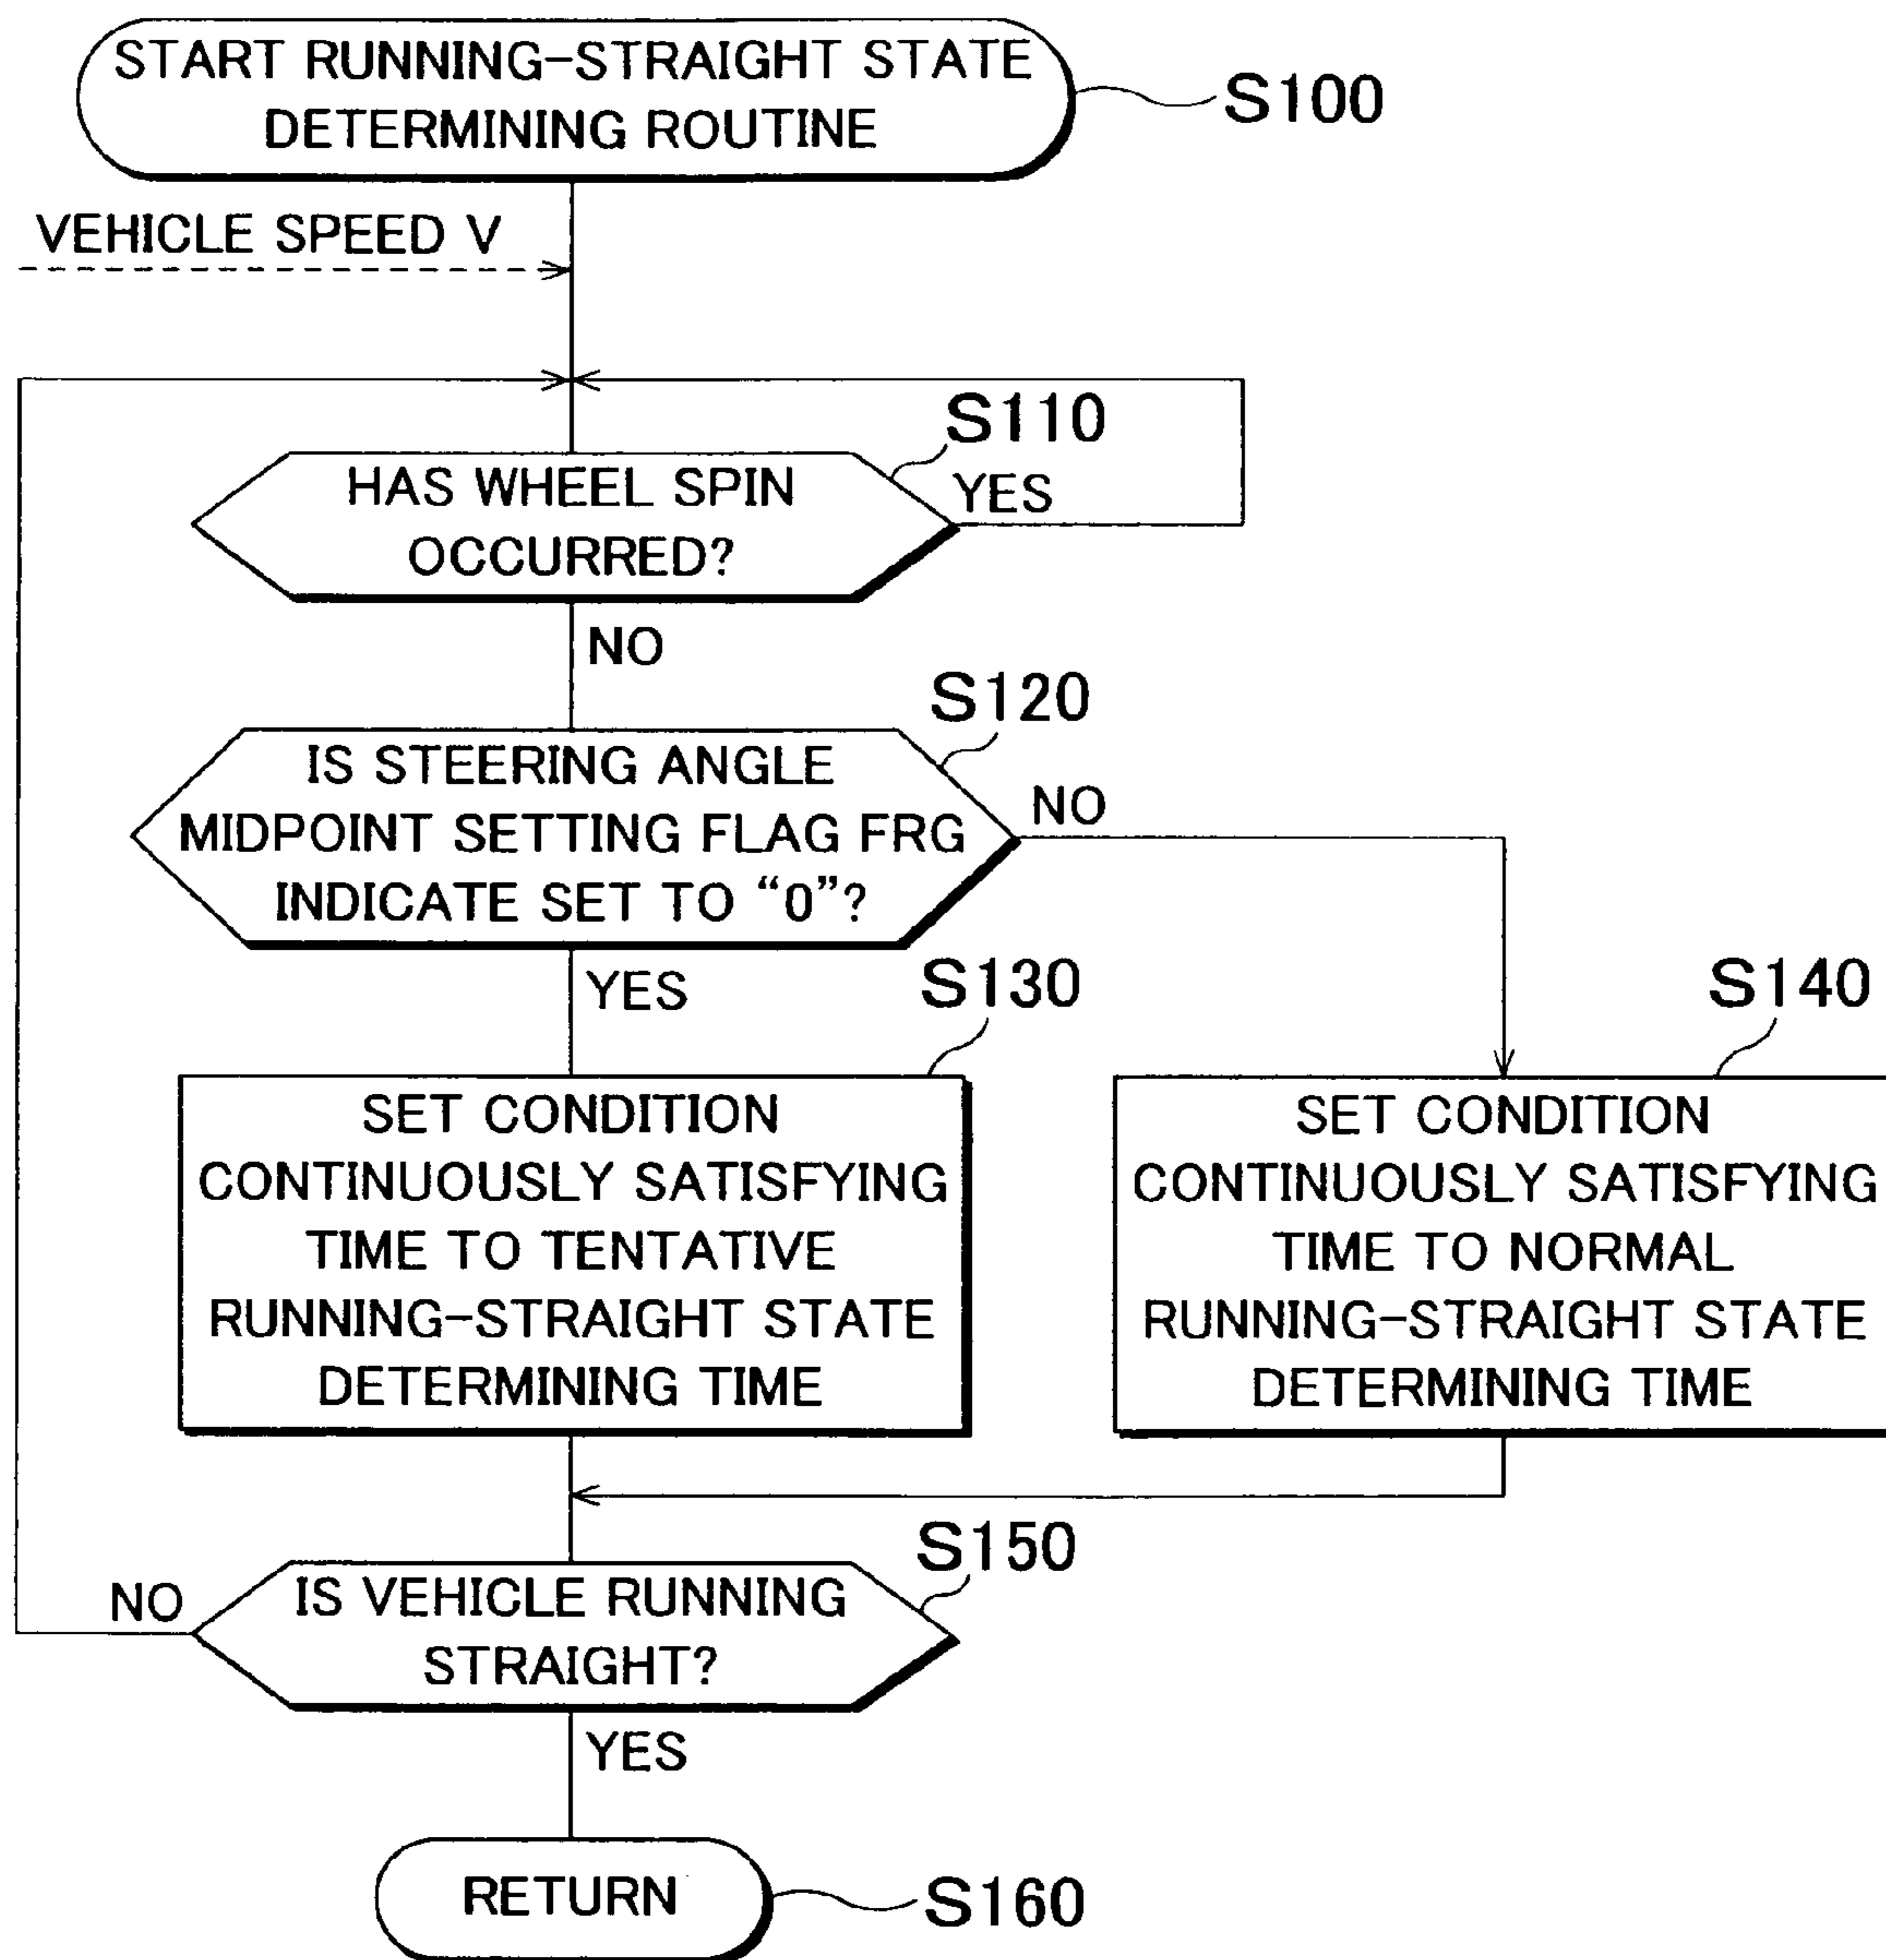 START RUNNING-STRAIGHT STATE
DETERMINING ROUTINE
S100
VEHICLE SPEED V
S110
HAS WHEEL SPIN
OCCURRED?
YES
NO
S120
IS STEERING ANGLE
MIDPOINT SETTING FLAG FRG
INDICATE SET TO “0”?
NO
YES
S130
SET CONDITION
CONTINUOUSLY SATISFYING
TIME TO TENTATIVE
RUNNING-STRAIGHT STATE
DETERMINING TIME
S140
SET CONDITION
CONTINUOUSLY SATISFYING
TIME TO NORMAL
RUNNING-STRAIGHT STATE
DETERMINING TIME
S150
NO
IS VEHICLE RUNNING
STRAIGHT?
YES
RETURN
S160